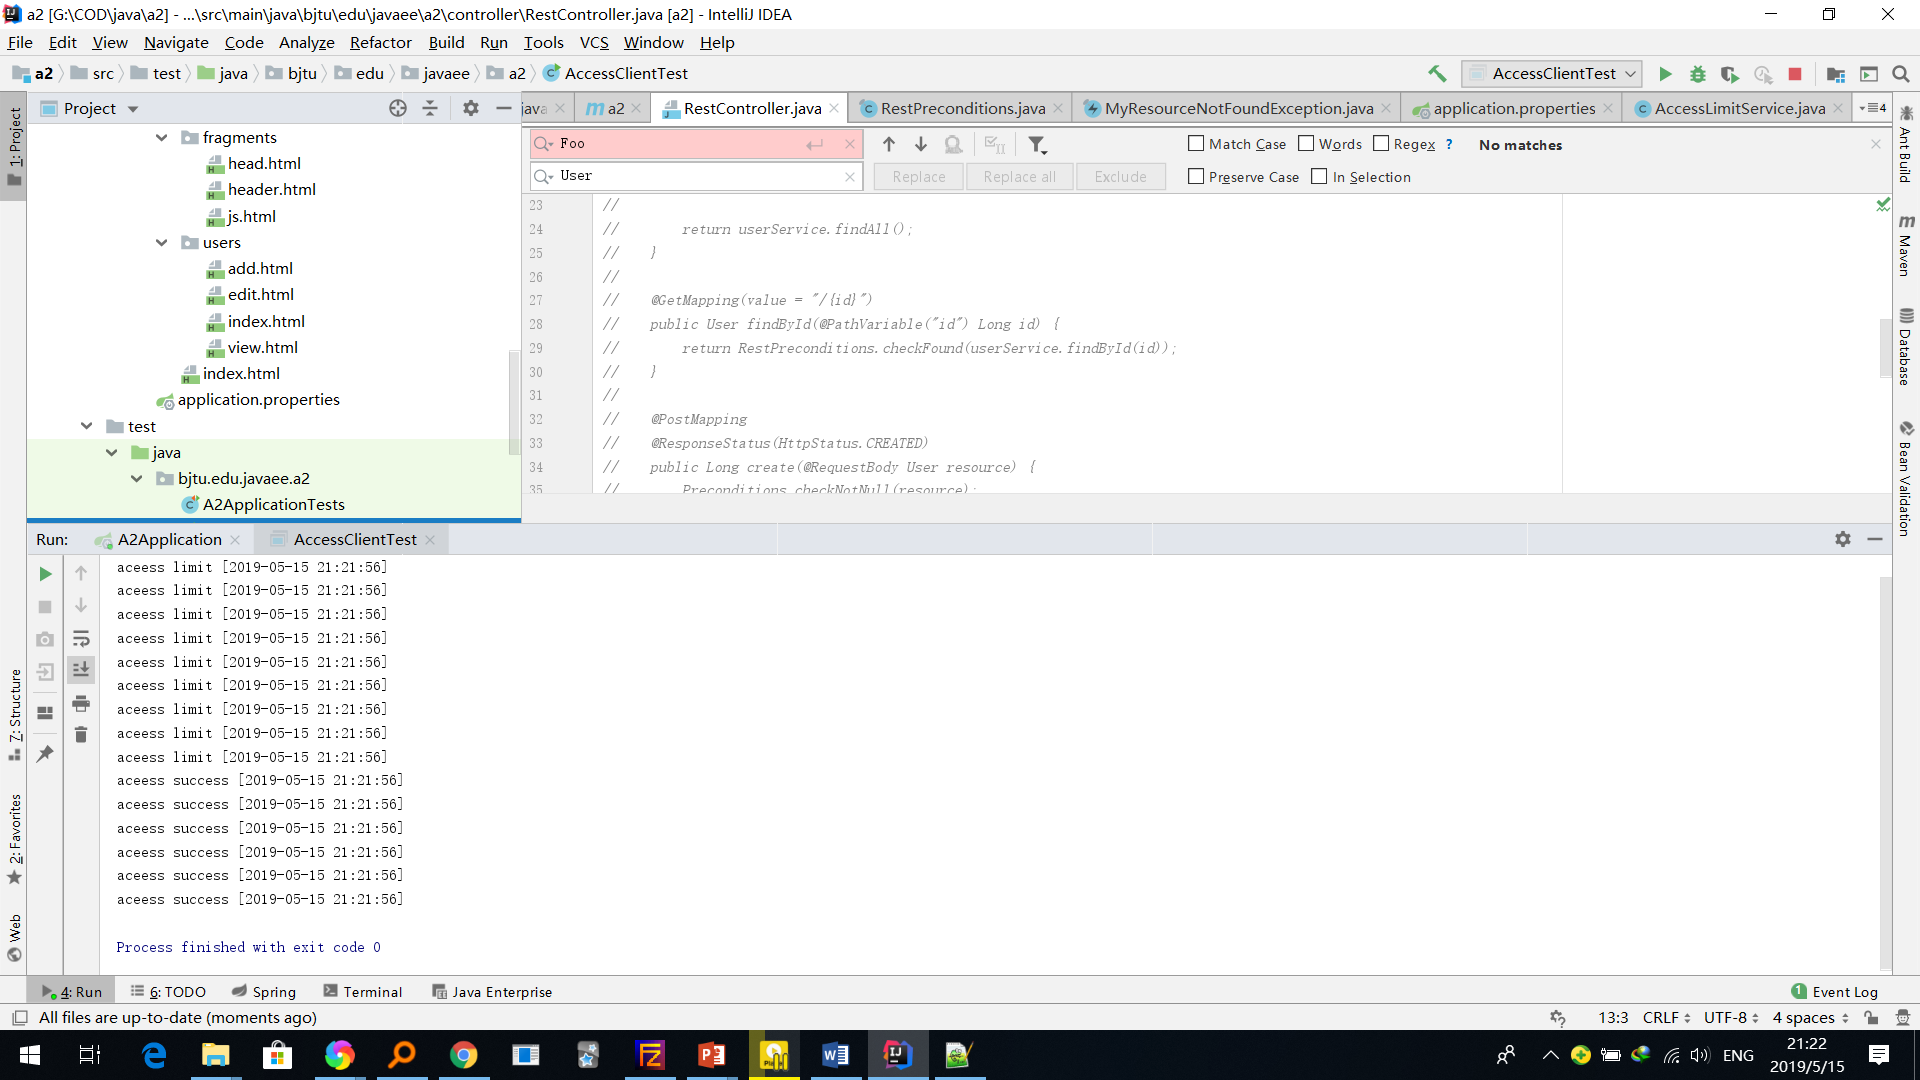 a2 [G:\COD\java\a2] - ...\src\main\java\bjtu\edu\javaee\a2\controller\RestController.java [a2] - IntelliJ IDEA
File Edit View Navigate Code Analyze Refactor Build Run Tools VCS Window Help
a2 src test java bjtu edu javaee a2 AccessClientTest
AccessClientTest
Project
java a2 RestController.java RestPreconditions.java MyResourceNotFoundException.java application.properties AccessLimitService.java 4
Foo
Match Case Words Regex ? No matches
User
Replace Replace all Exclude Preserve Case In Selection
fragments
head.html
header.html
js.html
users
add.html
edit.html
index.html
view.html
index.html
application.properties
test
java
bjtu.edu.javaee.a2
A2ApplicationTests
23 //
24 // return userService.findAll();
25 // }
26 //
27 // @GetMapping(value = "/{id}")
28 // public User findById(@PathVariable("id") Long id) {
29 // return RestPreconditions.checkFound(userService.findById(id));
30 // }
31 //
32 // @PostMapping
33 // @ResponseStatus(HttpStatus.CREATED)
34 // public Long create(@RequestBody User resource) {
35 // Preconditions.checkNotNull(resource);
1: Project
7: Structure
2: Favorites
Web
Ant Build
Maven
Database
Bean Validation
Run: A2Application AccessClientTest
aceess limit [2019-05-15 21:21:56]
aceess limit [2019-05-15 21:21:56]
aceess limit [2019-05-15 21:21:56]
aceess limit [2019-05-15 21:21:56]
aceess limit [2019-05-15 21:21:56]
aceess limit [2019-05-15 21:21:56]
aceess limit [2019-05-15 21:21:56]
aceess limit [2019-05-15 21:21:56]
aceess limit [2019-05-15 21:21:56]
aceess success [2019-05-15 21:21:56]
aceess success [2019-05-15 21:21:56]
aceess success [2019-05-15 21:21:56]
aceess success [2019-05-15 21:21:56]
aceess success [2019-05-15 21:21:56]
aceess success [2019-05-15 21:21:56]
Process finished with exit code 0
4: Run 6: TODO Spring Terminal Java Enterprise 1 Event Log
All files are up-to-date (moments ago) 13:3 CRLF UTF-8 4 spaces
ENG 21:22
2019/5/15